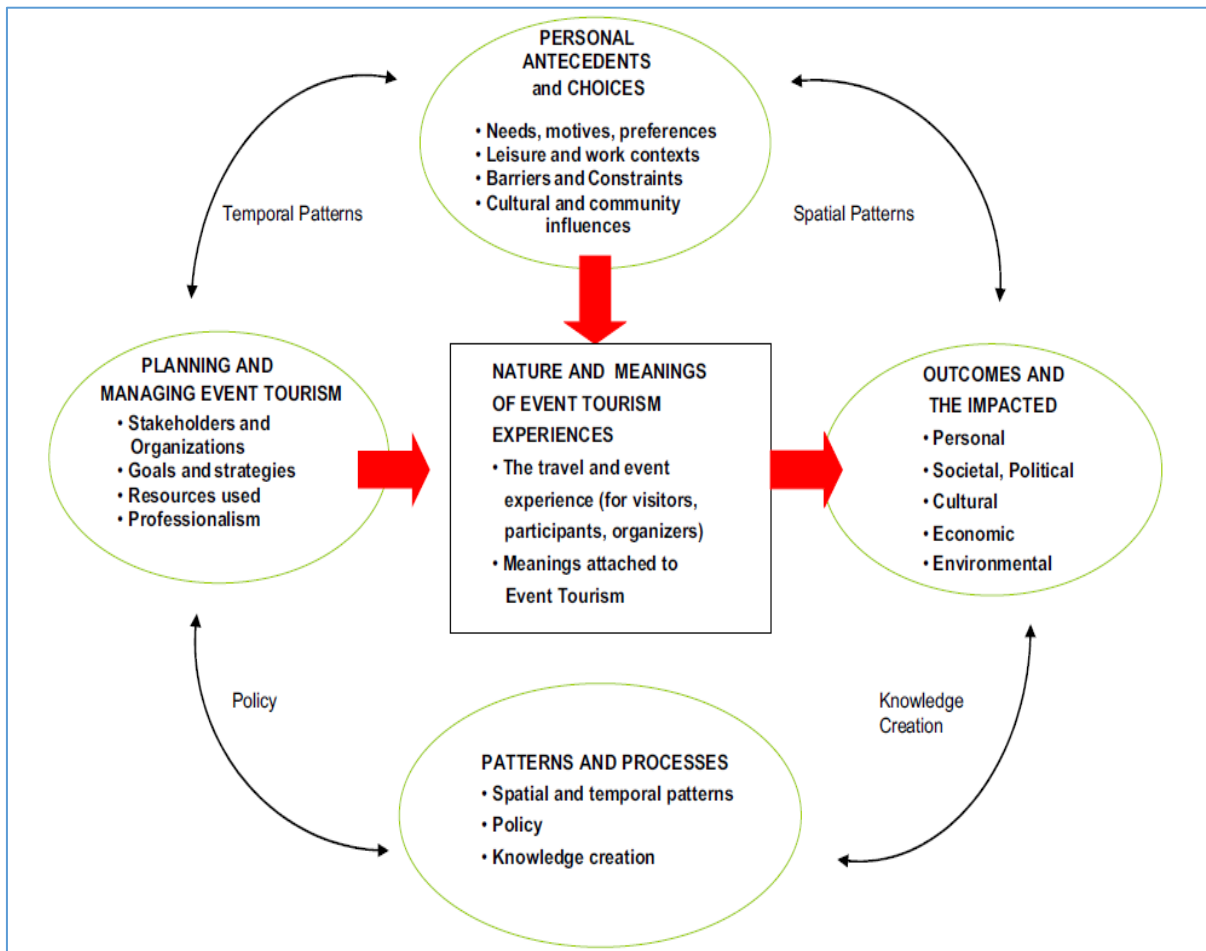 PERSONAL
ANTECEDENTS
and CHOICES
• Needs, motives, preferences
• Leisure and work contexts
• Barriers and Constraints
• Cultural and community
influences
Temporal Patterns
Spatial Patterns
PLANNING AND
MANAGING EVENT TOURISM
• Stakeholders and
Organizations
• Goals and strategies
• Resources used
• Professionalism
NATURE AND MEANINGS
OF EVENT TOURISM
EXPERIENCES
• The travel and event
experience (for visitors,
participants, organizers)
• Meanings attached to
Event Tourism
OUTCOMES AND
THE IMPACTED
• Personal
• Societal, Political
• Cultural
• Economic
• Environmental
Policy
Knowledge
Creation
PATTERNS AND PROCESSES
• Spatial and temporal patterns
• Policy
• Knowledge creation